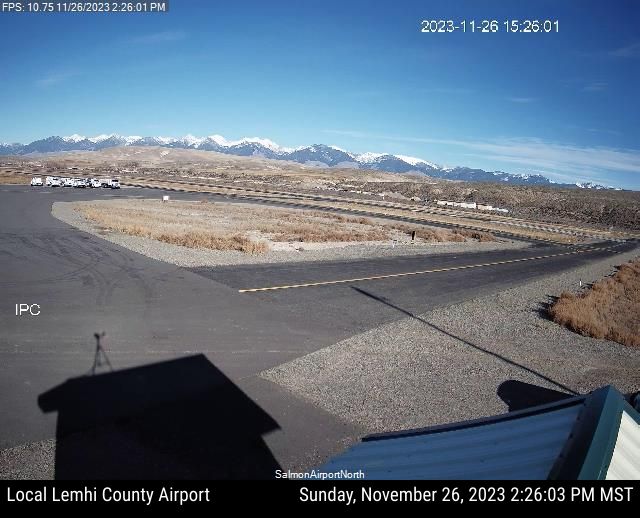 FPS: 10.75 11/26/2023 2:26:01 PM
2023-11-26 15:26:01
IPC
SalmonAirportNorth
Local Lemhi County Airport
Sunday, November 26, 2023 2:26:03 PM MST